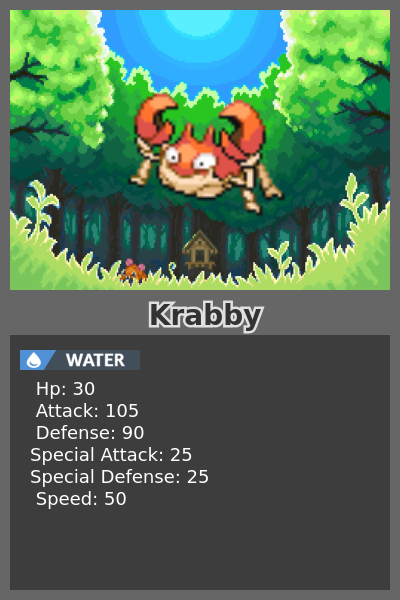 Krabby
WATER
Hp: 30
Attack: 105
Defense: 90
Special Attack: 25
Special Defense: 25
Speed: 50